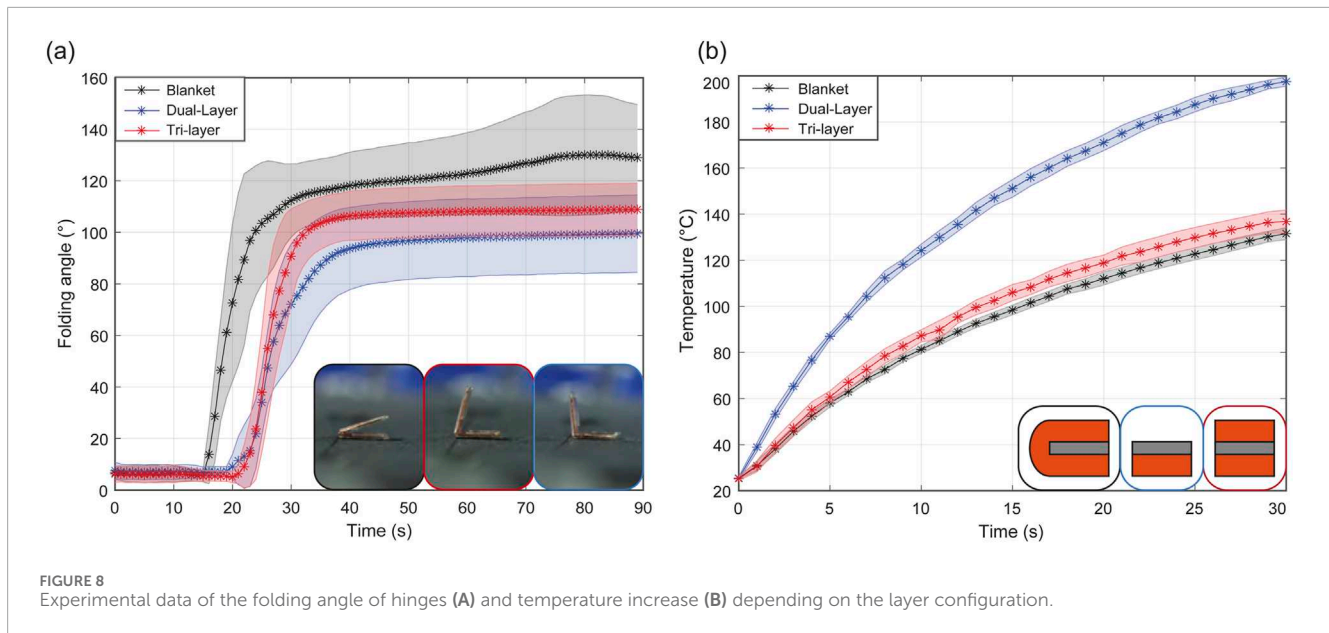 (a)
160
140
120
100
80
60
40
20
0
Folding angle (°)
Blanket
Dual-Layer
Tri-layer
0 10 20 30 40 50 60 70 80 90
Time (s)
(b)
200
180
160
140
120
100
80
60
40
20
Temperature (°C)
Blanket
Dual-Layer
Tri-layer
0 5 10 15 20 25 30
Time (s)
FIGURE 8
Experimental data of the folding angle of hinges (A) and temperature increase (B) depending on the layer configuration.